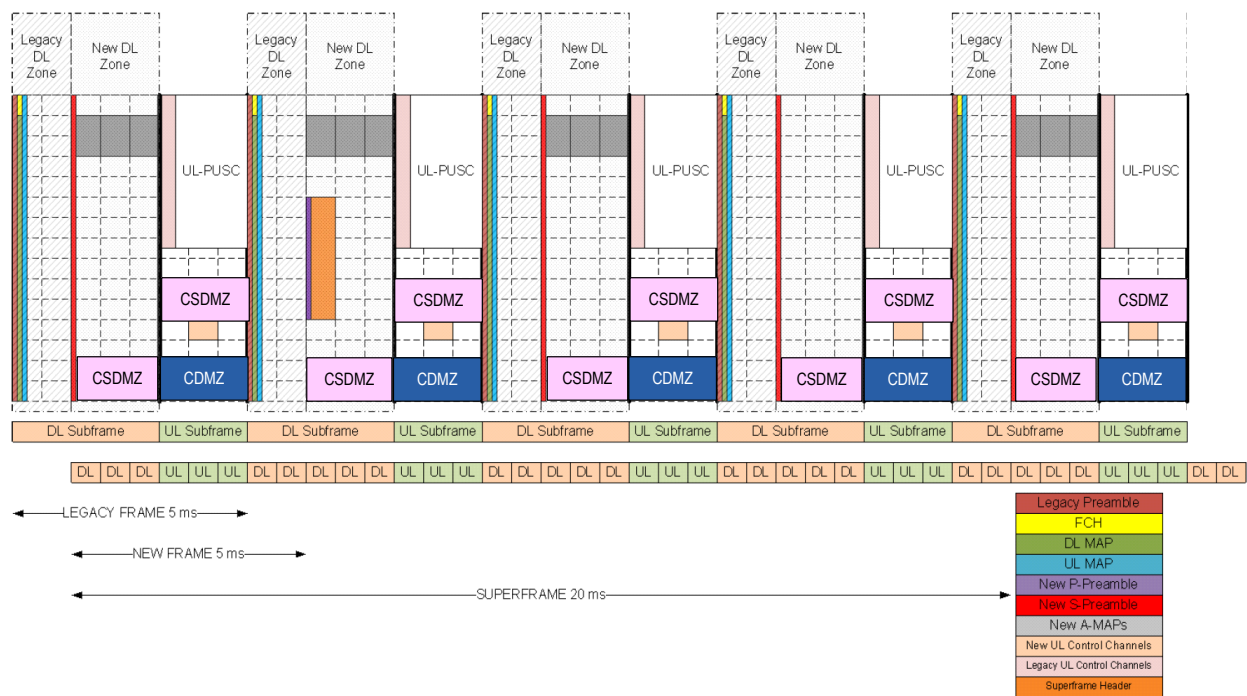 Legacy
DL
Zone
New DL
Zone
Legacy
DL
Zone
New DL
Zone
Legacy
DL
Zone
New DL
Zone
Legacy
DL
Zone
New DL
Zone
Legacy
DL
Zone
New DL
Zone
UL-PUSC
UL-PUSC
UL-PUSC
UL-PUSC
UL-PUSC
CSDMZ
CSDMZ
CSDMZ
CSDMZ
CSDMZ
CSDMZ
CDMZ
CSDMZ
CDMZ
CSDMZ
CDMZ
CSDMZ
CDMZ
CSDMZ
CDMZ
DL Subframe UL Subframe DL Subframe UL Subframe DL Subframe UL Subframe DL Subframe UL Subframe DL Subframe UL Subframe
DL DL DL UL UL UL DL DL DL DL DL UL UL UL DL DL DL DL DL UL UL UL DL DL DL DL DL UL UL UL DL DL DL DL DL UL UL UL DL DL
LEGACY FRAME 5 ms
NEW FRAME 5 ms
SUPERFRAME 20 ms
Legacy Preamble
FCH
DL MAP
UL MAP
New P-Preamble
New S-Preamble
New A-MAPs
New UL Control Channels
Legacy UL Control Channels
Superframe Header